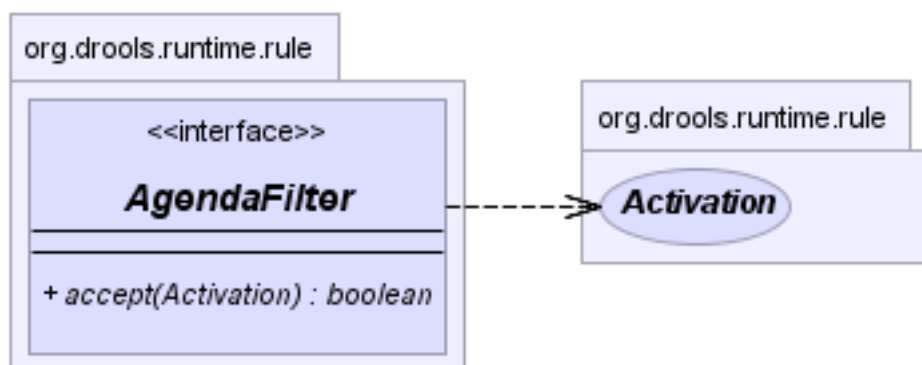 org.drools.runtime.rule
<<interface>>
AgendaFilter
+ accept(Activation) : boolean
org.drools.runtime.rule
Activation